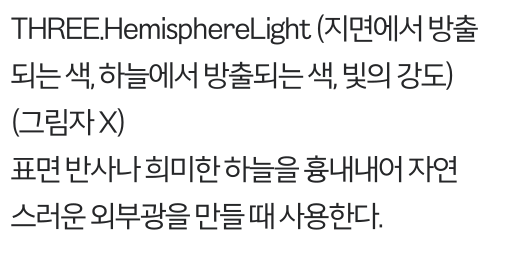 THREE.HemisphereLight (지면에서 방출
되는 색, 하늘에서 방출되는 색, 빛의 강도)
(그림자 X)
표면 반사나 희미한 하늘을 흉내내어 자연
스러운 외부광을 만들 때 사용한다.